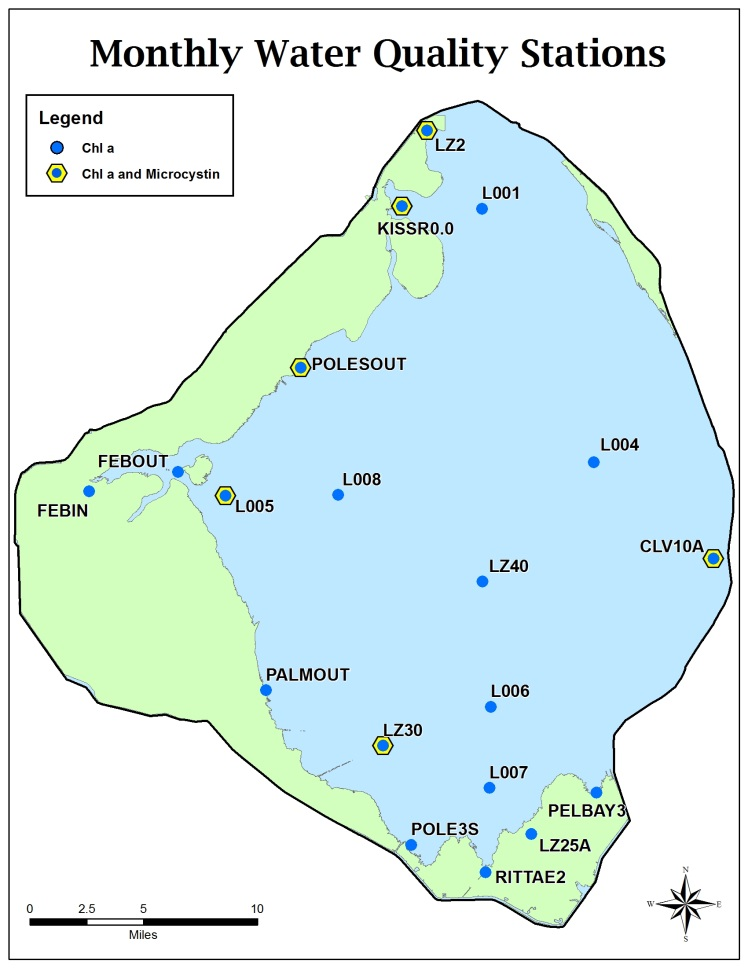 Monthly Water Quality Stations
Legend
Chl a
Chl a and Microcystin
LZ2
L001
KISSR0.0
POLESOUT
L004
FEBOUT
L008
L005
FEBIN
CLV10A
LZ40
PALMOUT
L006
LZ30
L007
PELBAY3
POLE3S
LZ25A
RITTAE2
N
W E
S
0 2.5 5 10
Miles